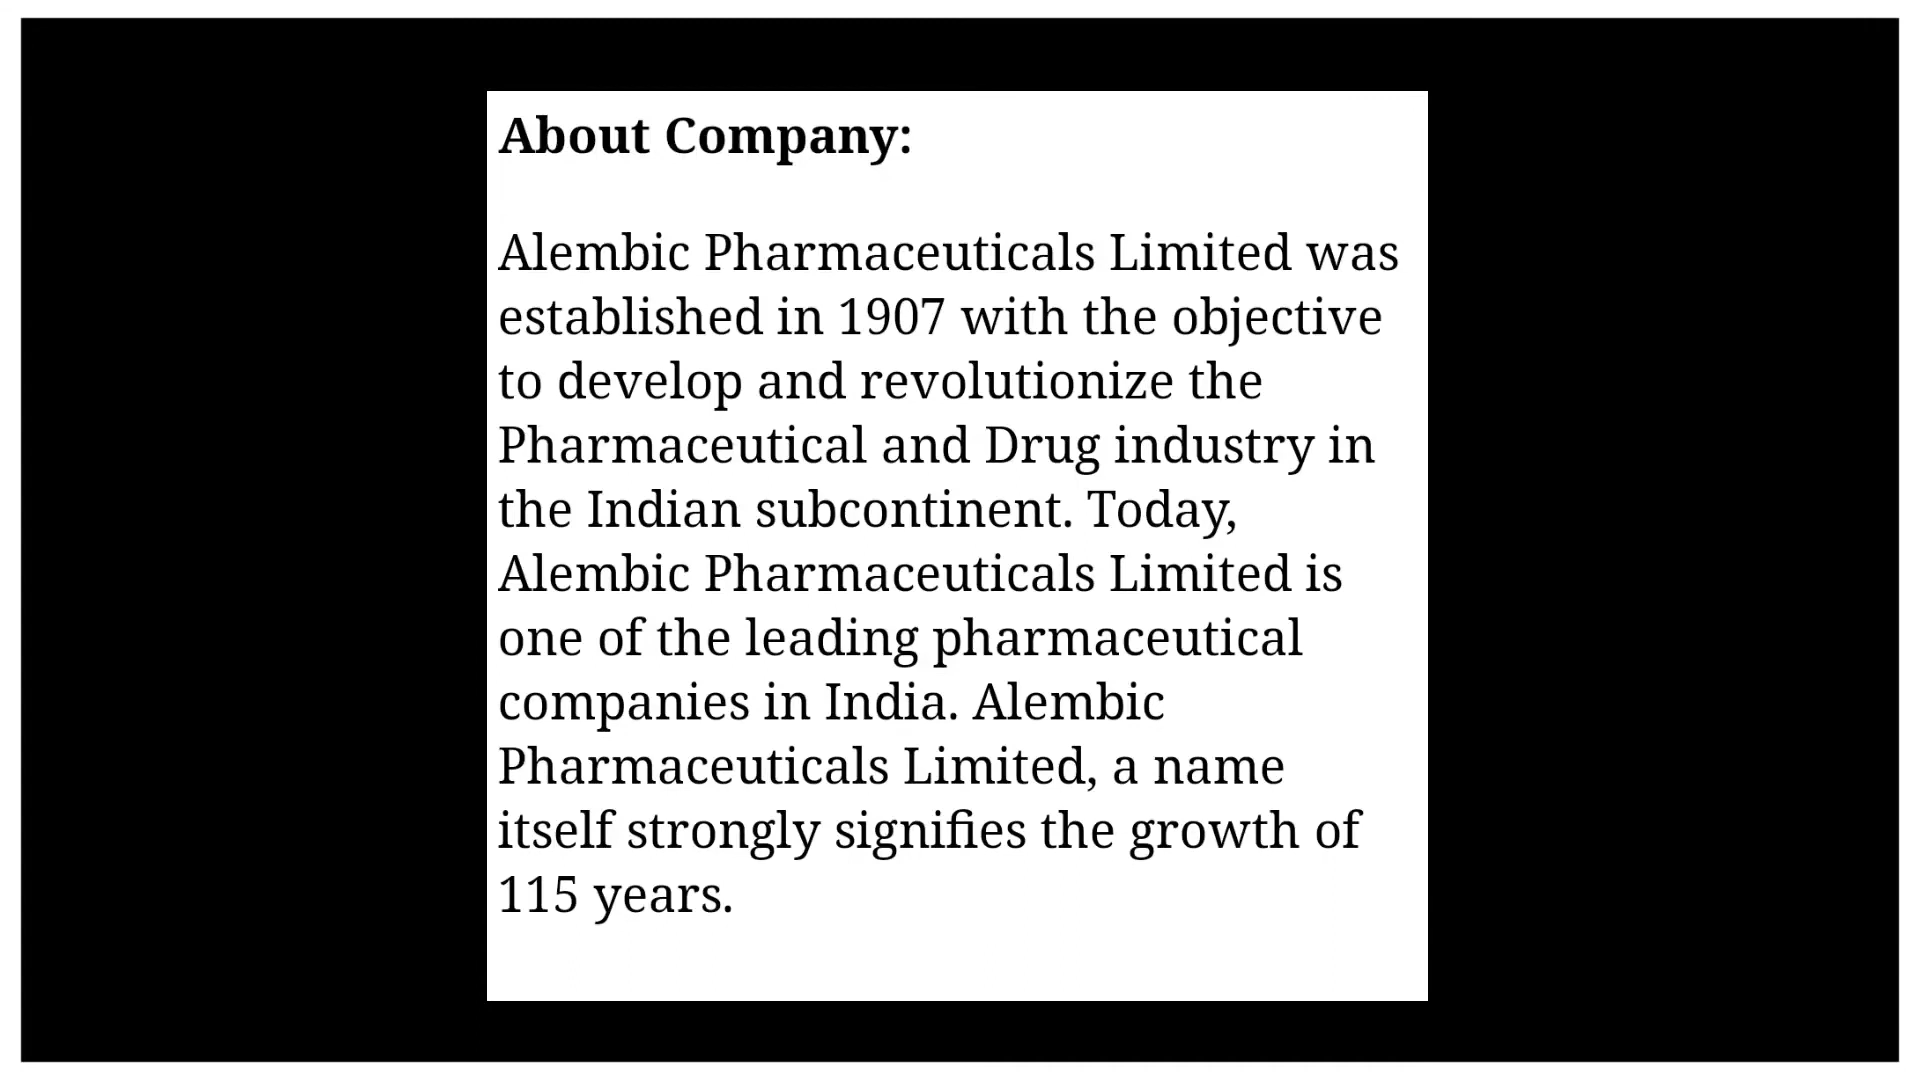 About Company:
Alembic Pharmaceuticals Limited was
established in 1907 with the objective
to develop and revolutionize the
Pharmaceutical and Drug industry in
the Indian subcontinent. Today,
Alembic Pharmaceuticals Limited is
one of the leading pharmaceutical
companies in India. Alembic
Pharmaceuticals Limited, a name
itself strongly signifies the growth of
115 years.